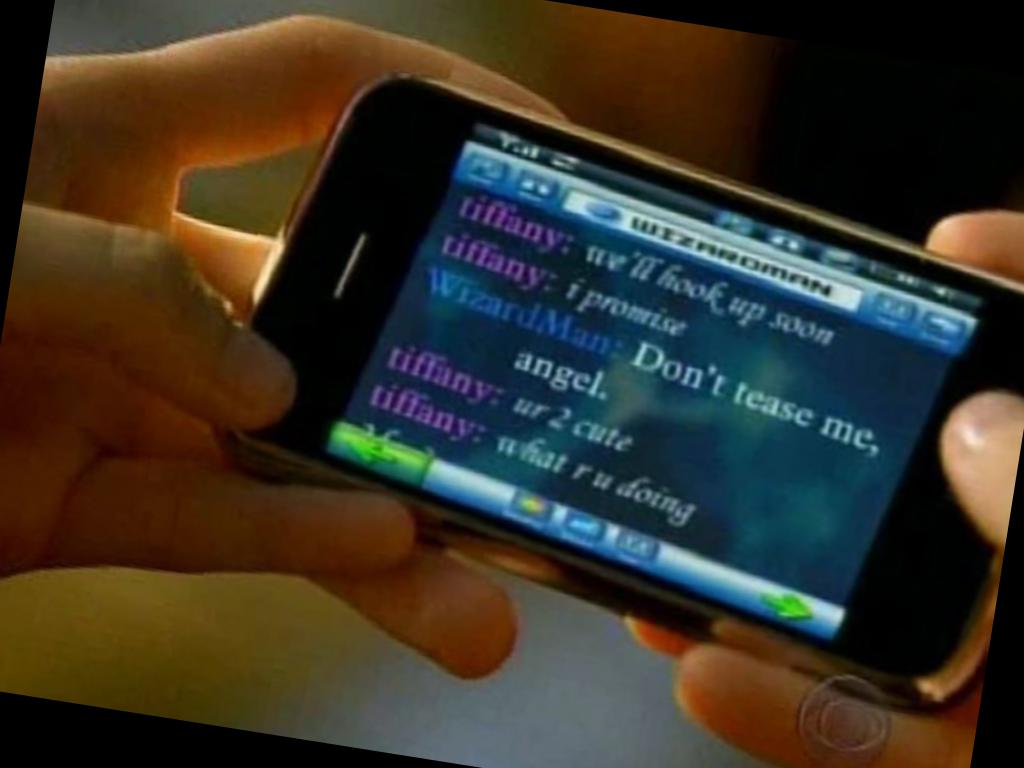 WIZARDMAN
tiffany: we'll hook up soon
tiffany: i promise
WizardMan: Don't tease me,
angel.
tiffany: ur 2 cute
tiffany: what r u doing